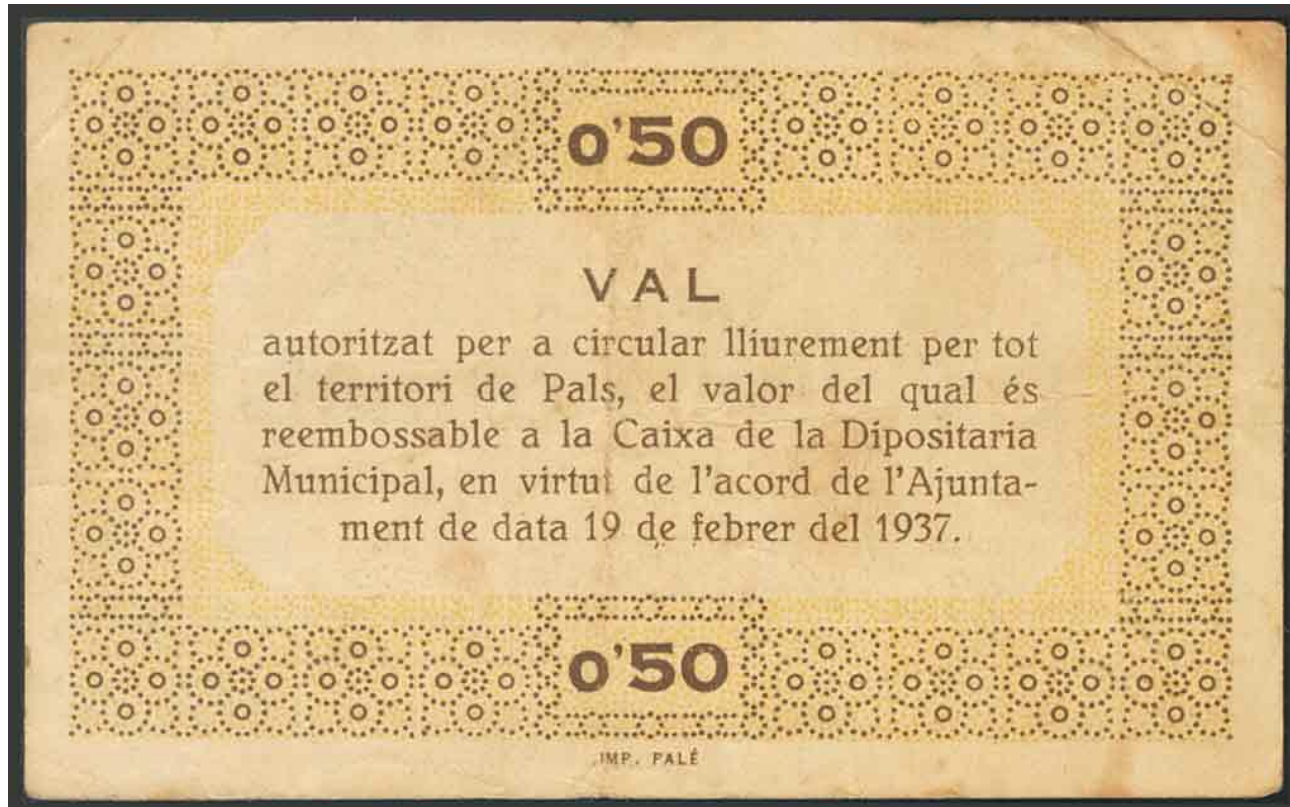 0'50
VAL
autoritzat per a circular lliurement per tot
el territori de Pals, el valor del qual és
reembossable a la Caixa de la Dipositaria
Municipal, en virtut de l'acord de l'Ajunta-
ment de data 19 de febrer del 1937.
0'50
IMP. PALÉ